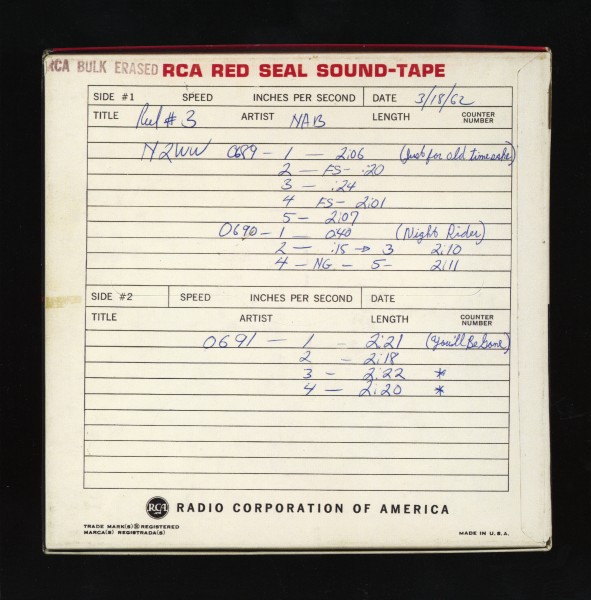 RCA BULK ERASED RCA RED SEAL SOUND-TAPE
SIDE #1 SPEED INCHES PER SECOND DATE 3/18/62
TITLE Reel #3 ARTIST NAB LENGTH COUNTER NUMBER
N2WW 0689 - 1 - 2:06 (Just for old time sake)
2 - FS - :20
3 - :24
4 FS - 2:01
5 - 2:07
0690 - 1 - 040 (Night Rider)
2 - :15 → 3 2:10
4 - NG - 5 - 2:11
SIDE #2 SPEED INCHES PER SECOND DATE
TITLE ARTIST LENGTH COUNTER NUMBER
0691 - 1 - 2:21 (You'll Be Gone)
2 - 2:18
3 - 2:22 *
4 - 2:20 *
RCA RADIO CORPORATION OF AMERICA
TRADE MARK(S) ® REGISTERED
MARCA(S) REGISTRADA(S) MADE IN U.S.A.